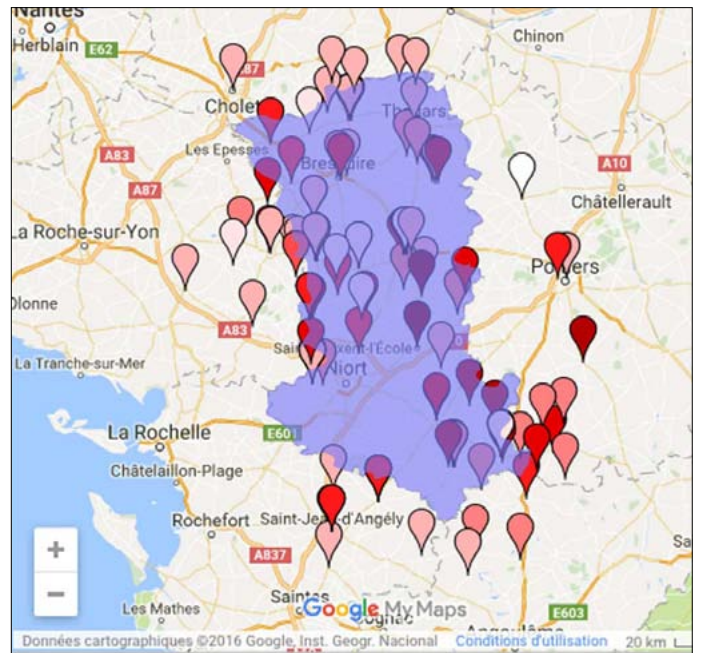 Nantes
Herblain
E62
Chinon
A87
Cholet
Thouars
Les Epesses
Bressuire
A83
A10
A87
Châtellerault
La Roche-sur-Yon
Poitiers
Olonne
A83
La Tranche-sur-Mer
Saint-Maixent-l'École
Niort
La Rochelle
E601
Châtelaillon-Plage
Rochefort
Saint-Jean-d'Angély
+
A837
Sa
−
Saintes
Google My Maps
Les Mathes
Cognac
E603
Angoulême
Données cartographiques ©2016 Google, Inst. Geogr. Nacional
Conditions d'utilisation
20 km